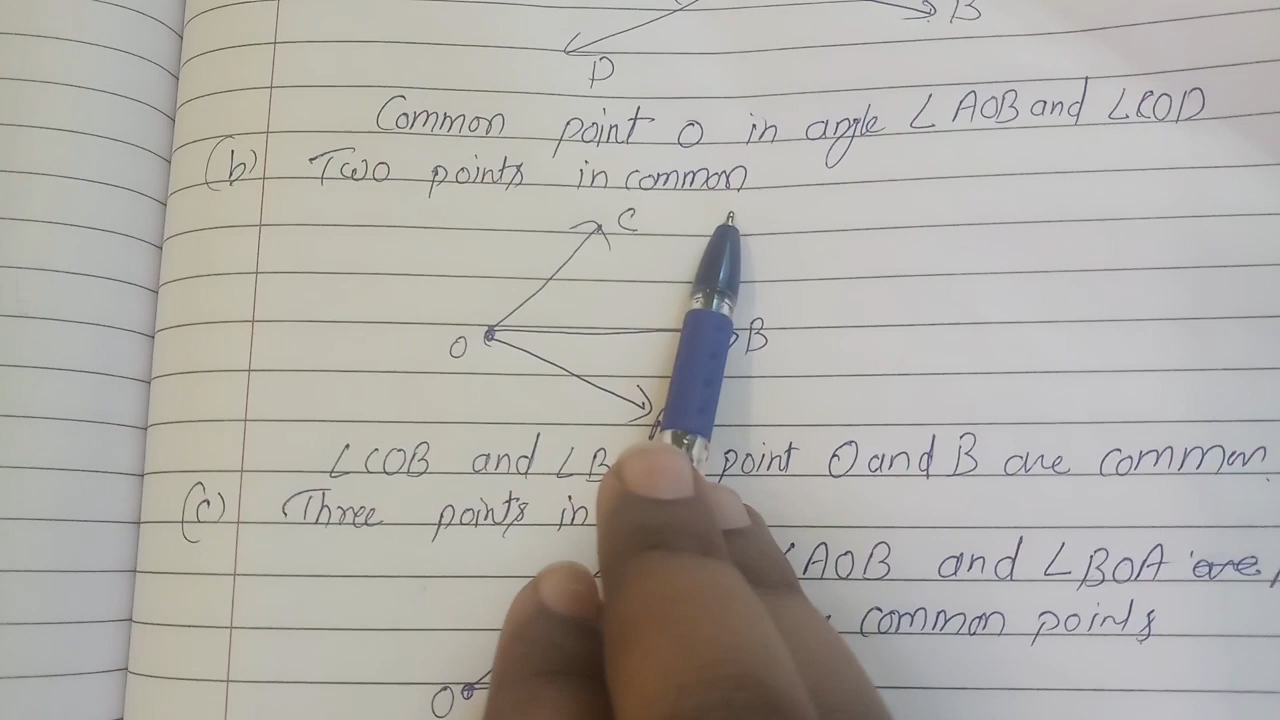 B
D
Common point O in angle ∠AOB and ∠COD
(b) Two points in common
C
O
B
∠COB and ∠B point O and B are common
(c) Three points in
∠AOB and ∠BOA are
common points
O